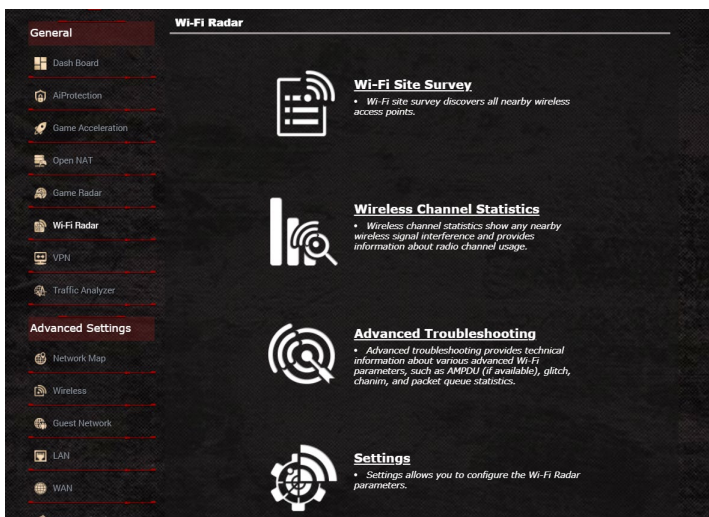 General
Dash Board
AiProtection
Game Acceleration
Open NAT
Game Radar
Wi-Fi Radar
VPN
Traffic Analyzer
Advanced Settings
Network Map
Wireless
Guest Network
LAN
WAN
Wi-Fi Radar
Wi-Fi Site Survey
• Wi-Fi site survey discovers all nearby wireless
access points.
Wireless Channel Statistics
• Wireless channel statistics show any nearby
wireless signal interference and provides
information about radio channel usage.
Advanced Troubleshooting
• Advanced troubleshooting provides technical
information about various advanced Wi-Fi
parameters, such as AMPDU (if available), glitch,
chanim, and packet queue statistics.
Settings
• Settings allows you to configure the Wi-Fi Radar
parameters.